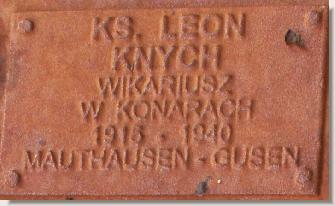 KS. LEON
KNYCH
WIKARIUSZ
W KONARACH
1915 - 1940
MAUTHAUSEN - GUSEN